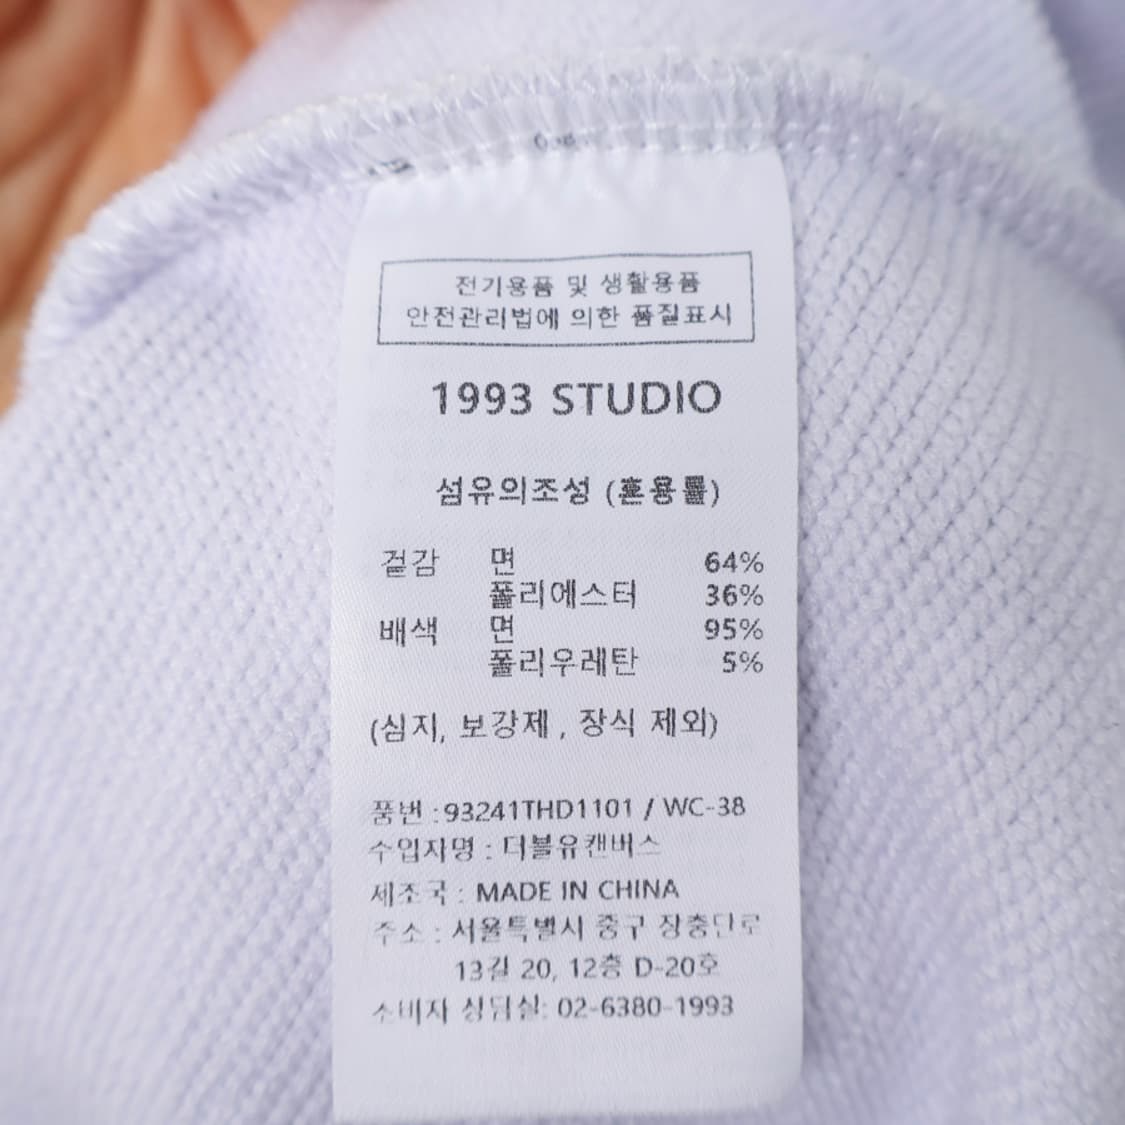 전기용품 및 생활용품
안전관리법에 의한 품질표시
1993 STUDIO
섬유의조성 (혼용률)
겉감 면 64%
폴리에스터 36%
배색 면 95%
폴리우레탄 5%
(심지, 보강제, 장식 제외)
품번 : 93241THD1101 / WC-38
수입자명 : 더블유캔버스
제조국 : MADE IN CHINA
주소 : 서울특별시 중구 장충단로
13길 20, 12층 D-20호
소비자 상담실: 02-6380-1993